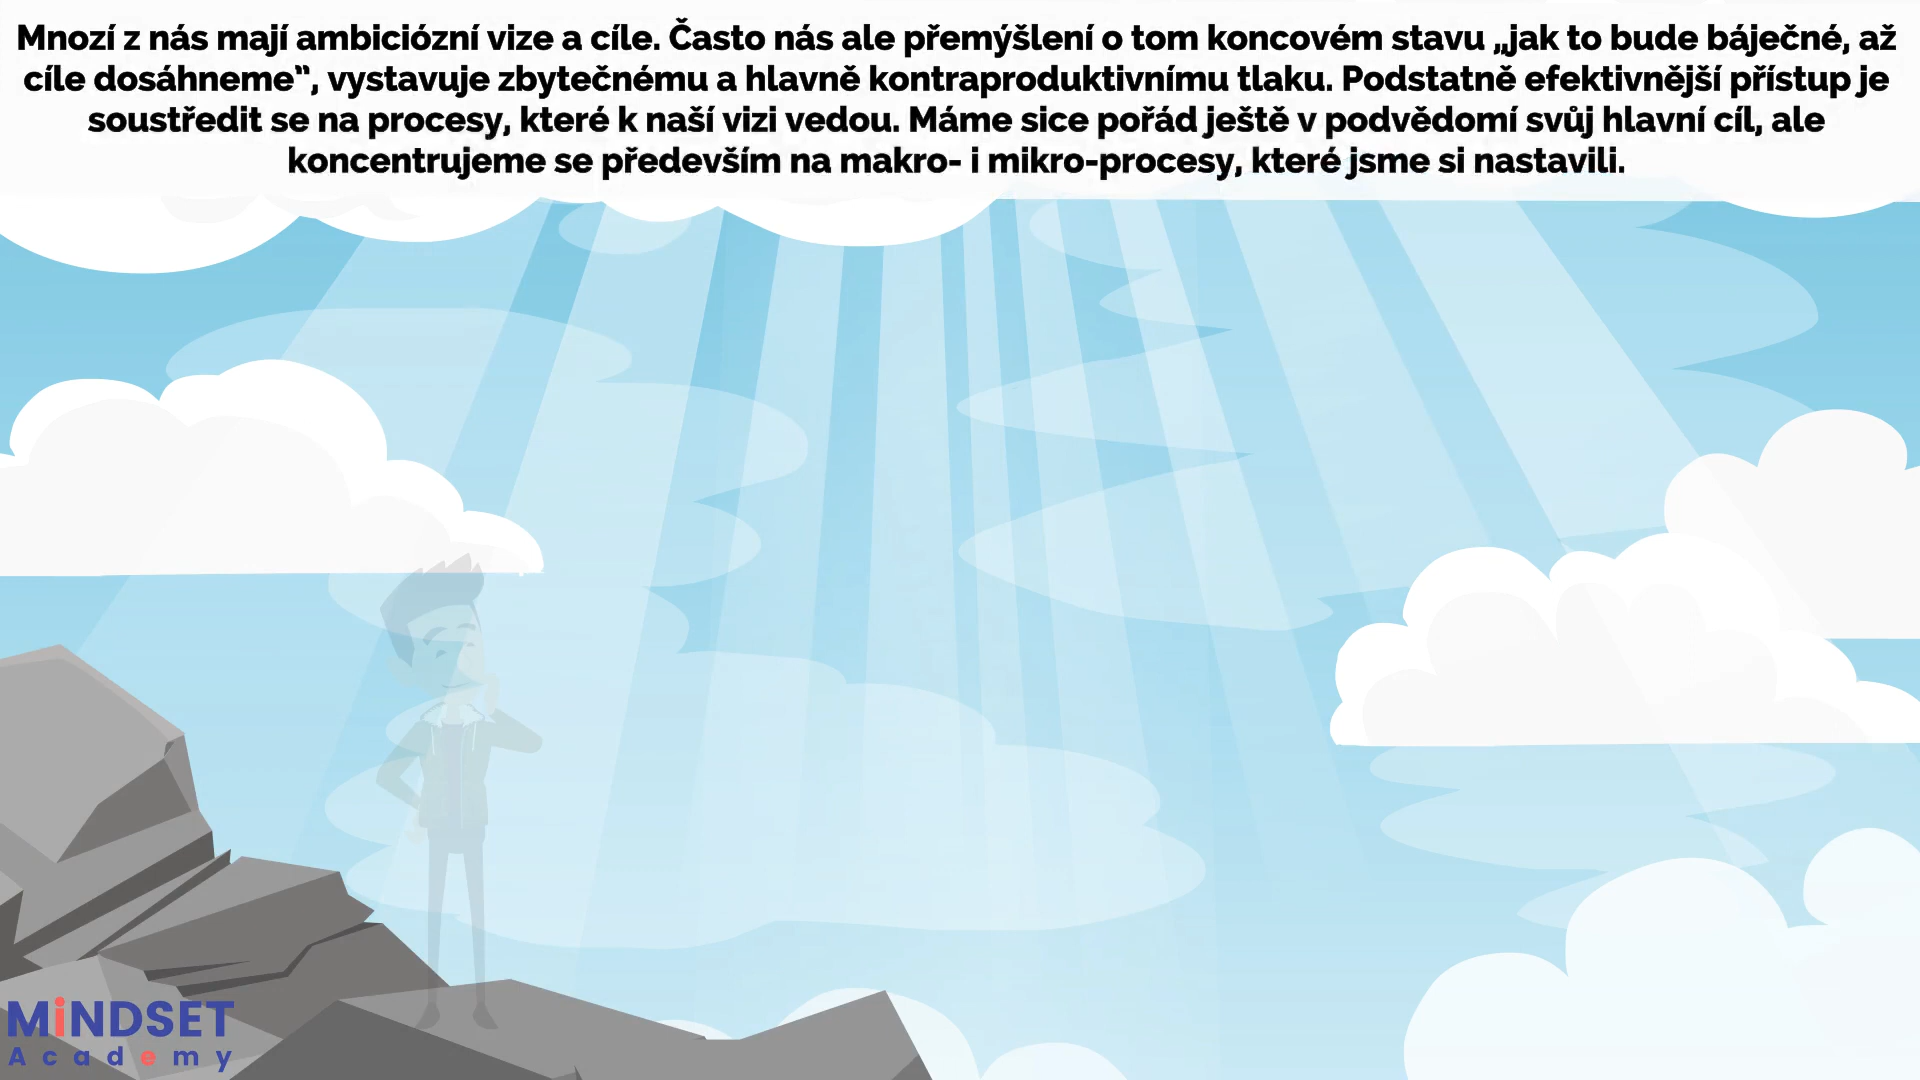 Mnozí z nás mají ambiciózní vize a cíle. Často nás ale přemýšlení o tom koncovém stavu „jak to bude báječné, až
cíle dosáhneme“, vystavuje zbytečnému a hlavně kontraproduktivnímu tlaku. Podstatně efektivnější přístup je
soustředit se na procesy, které k naší vizi vedou. Máme sice pořád ještě v podvědomí svůj hlavní cíl, ale
koncentrujeme se především na makro- i mikro-procesy, které jsme si nastavili.
MiNDSET
Academy